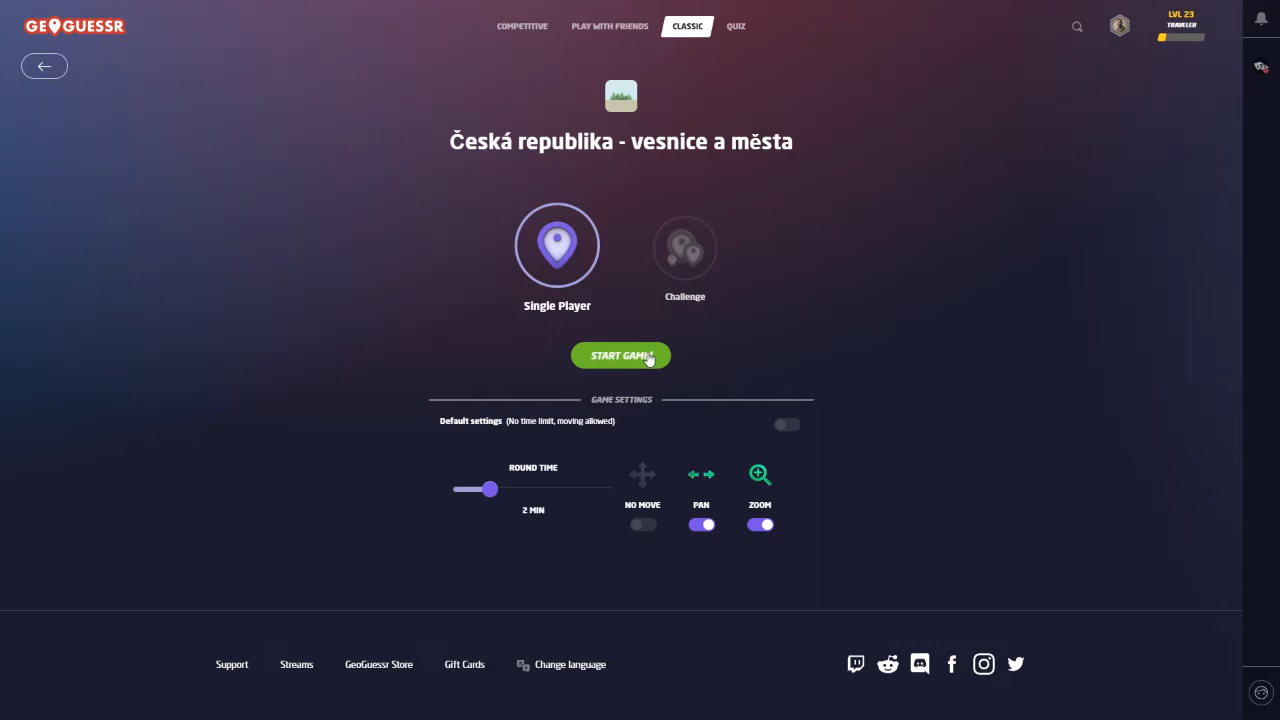 GEOGUESSR
COMPETITIVE
PLAY WITH FRIENDS
CLASSIC
QUIZ
LVL 23
TRAVELER
Česká republika - vesnice a města
Single Player
Challenge
START GAME
GAME SETTINGS
Default settings (No time limit, moving allowed)
ROUND TIME
2 MIN
NO MOVE
PAN
ZOOM
Support
Streams
GeoGuessr Store
Gift Cards
Change language